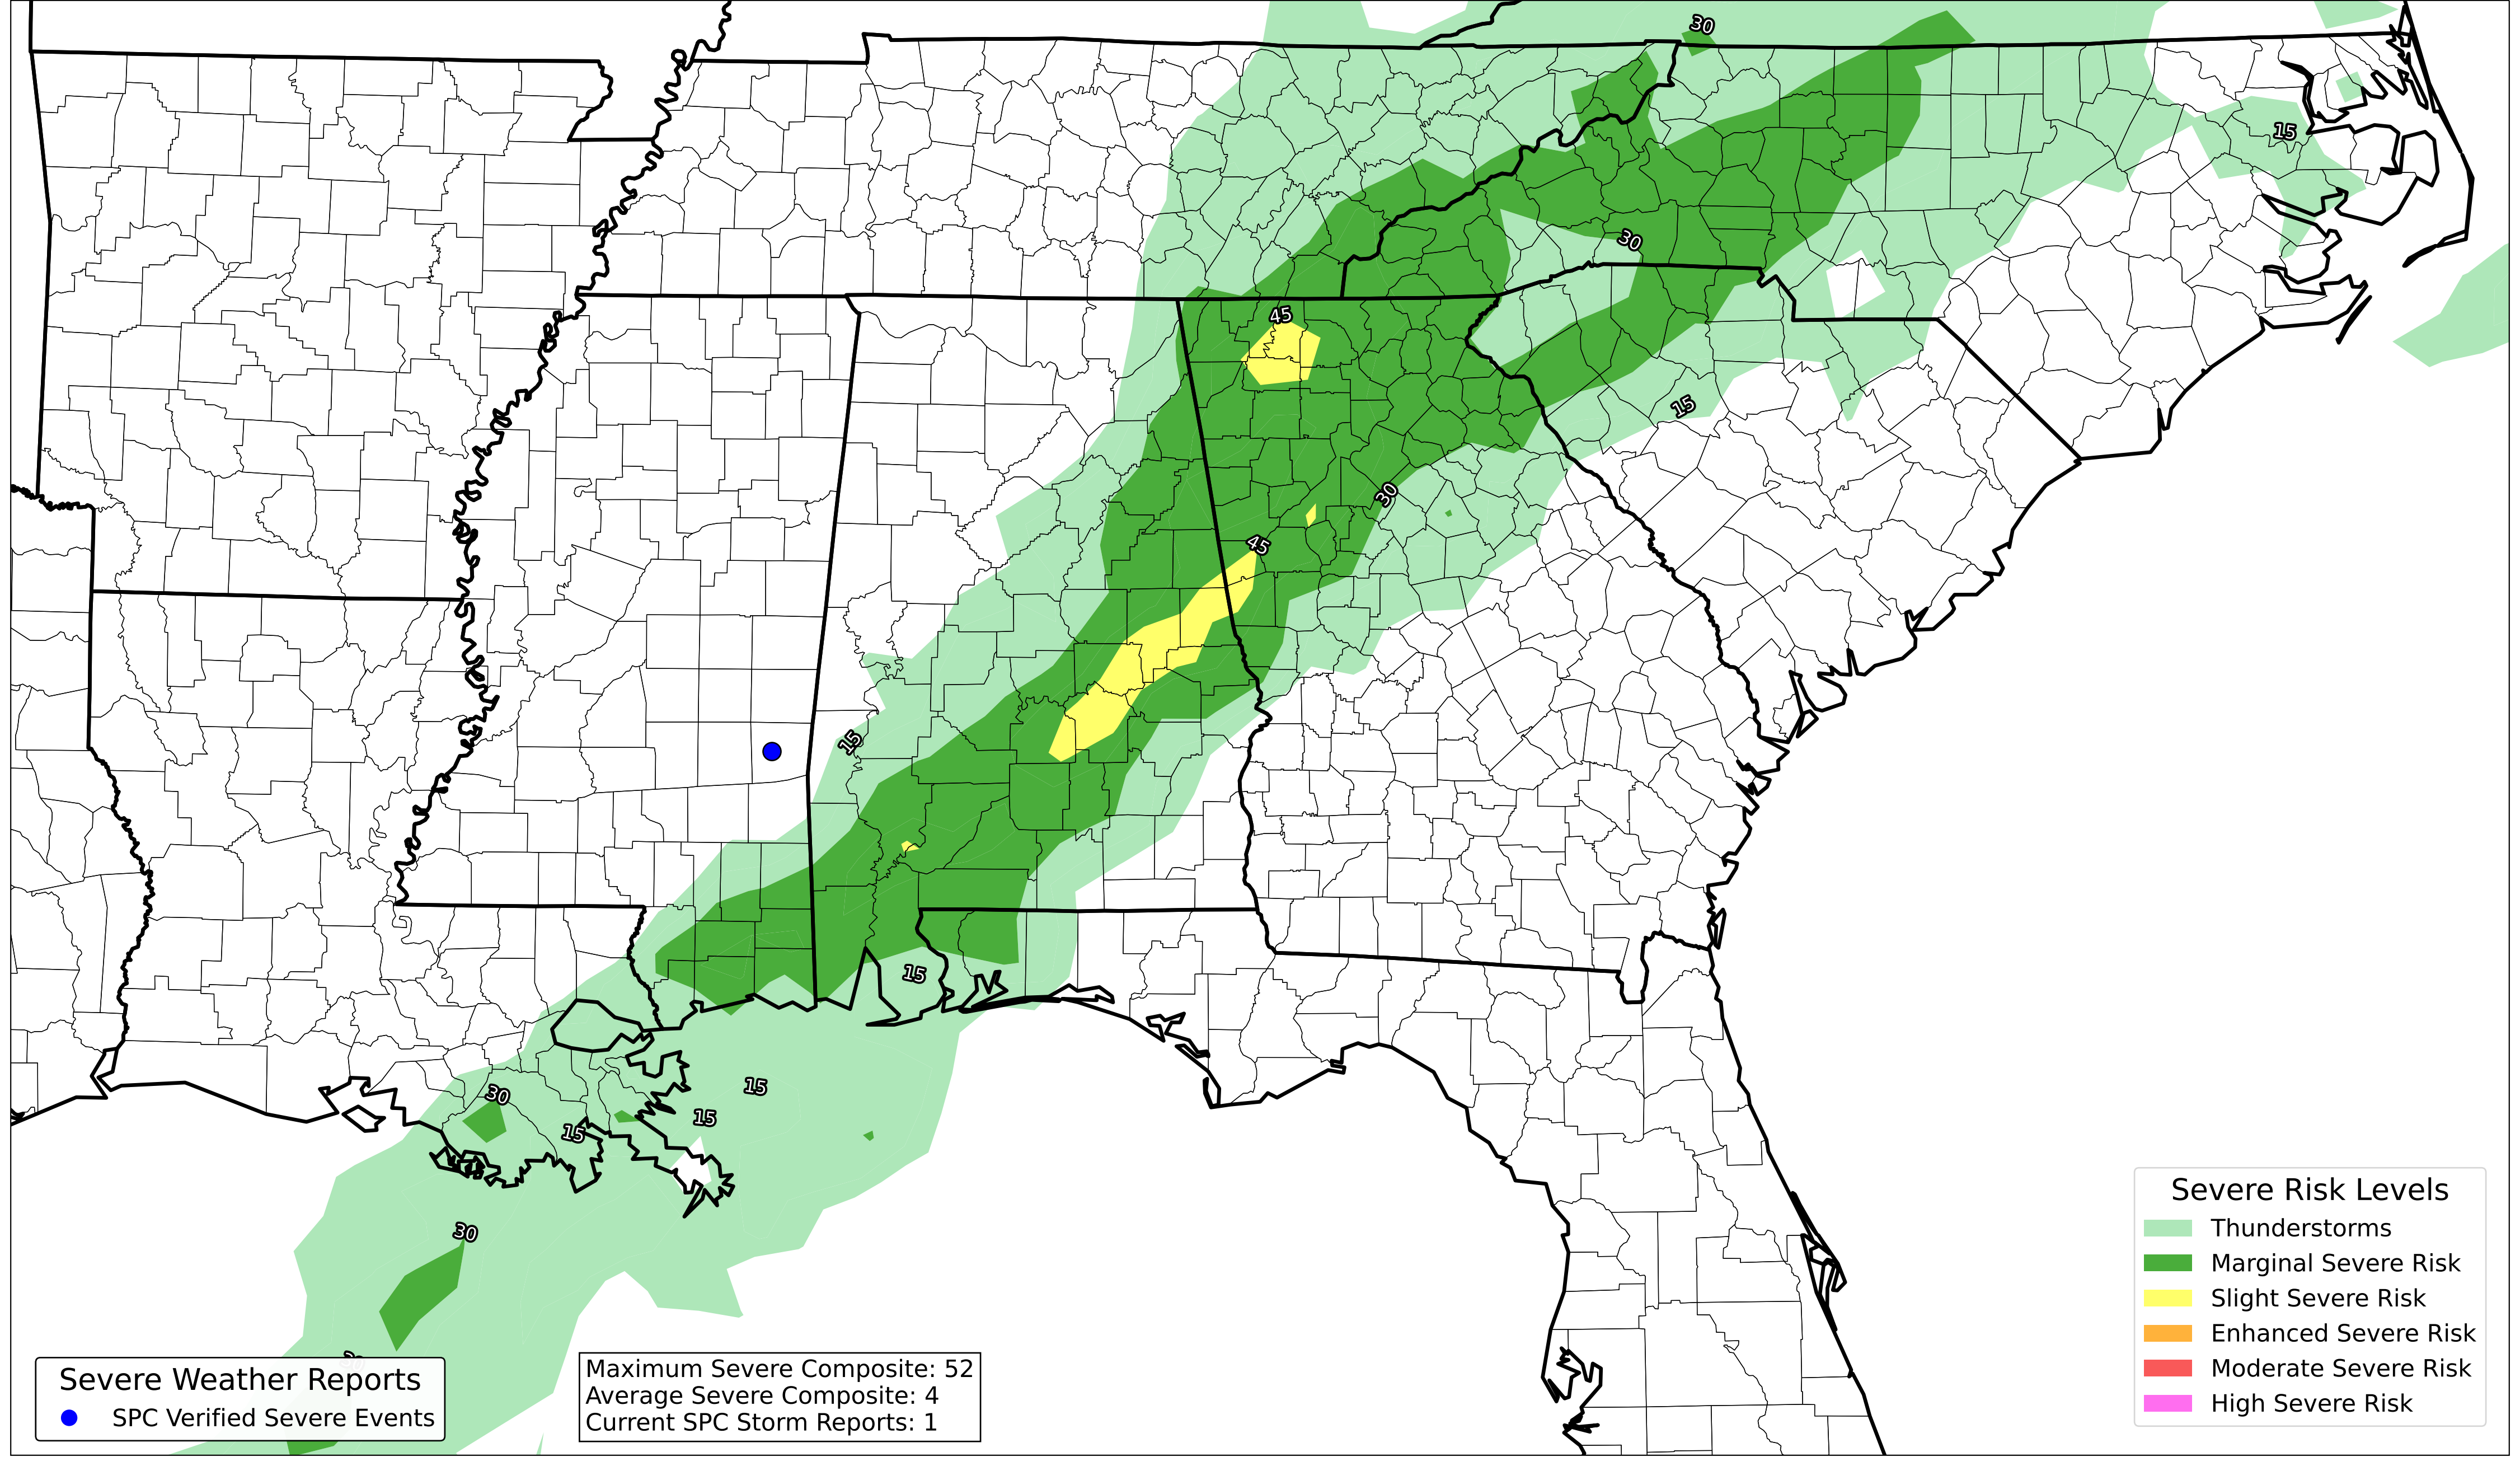 30
15
30
45
15
30
45
15
15
30
15
15
15
30
Severe Weather Reports
SPC Verified Severe Events
Maximum Severe Composite: 52
Average Severe Composite: 4
Current SPC Storm Reports: 1
Severe Risk Levels
Thunderstorms
Marginal Severe Risk
Slight Severe Risk
Enhanced Severe Risk
Moderate Severe Risk
High Severe Risk